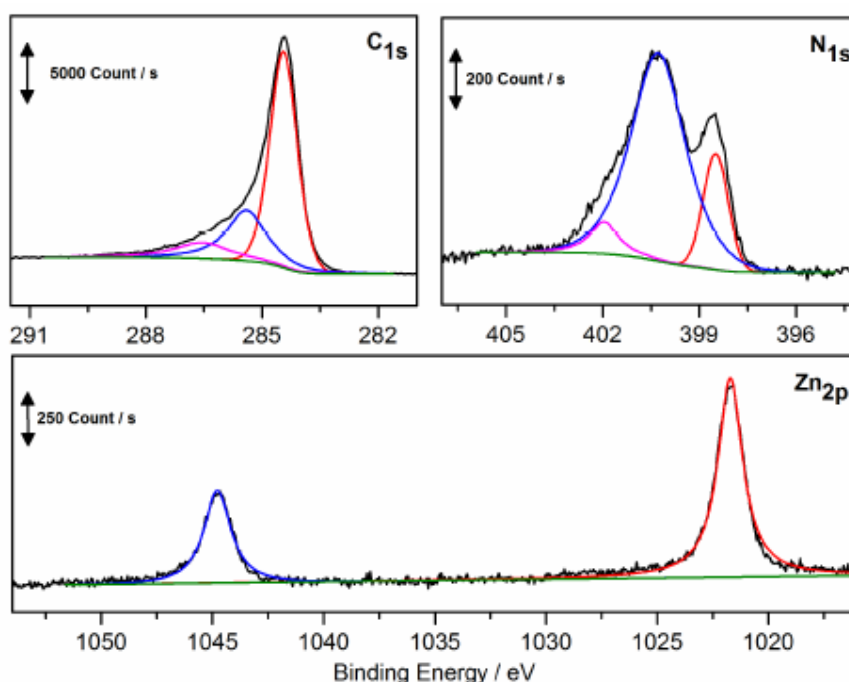 C1s
5000 Count / s
291 288 285 282
N1s
200 Count / s
405 402 399 396
Zn2p
250 Count / s
1050 1045 1040 1035 1030 1025 1020
Binding Energy / eV